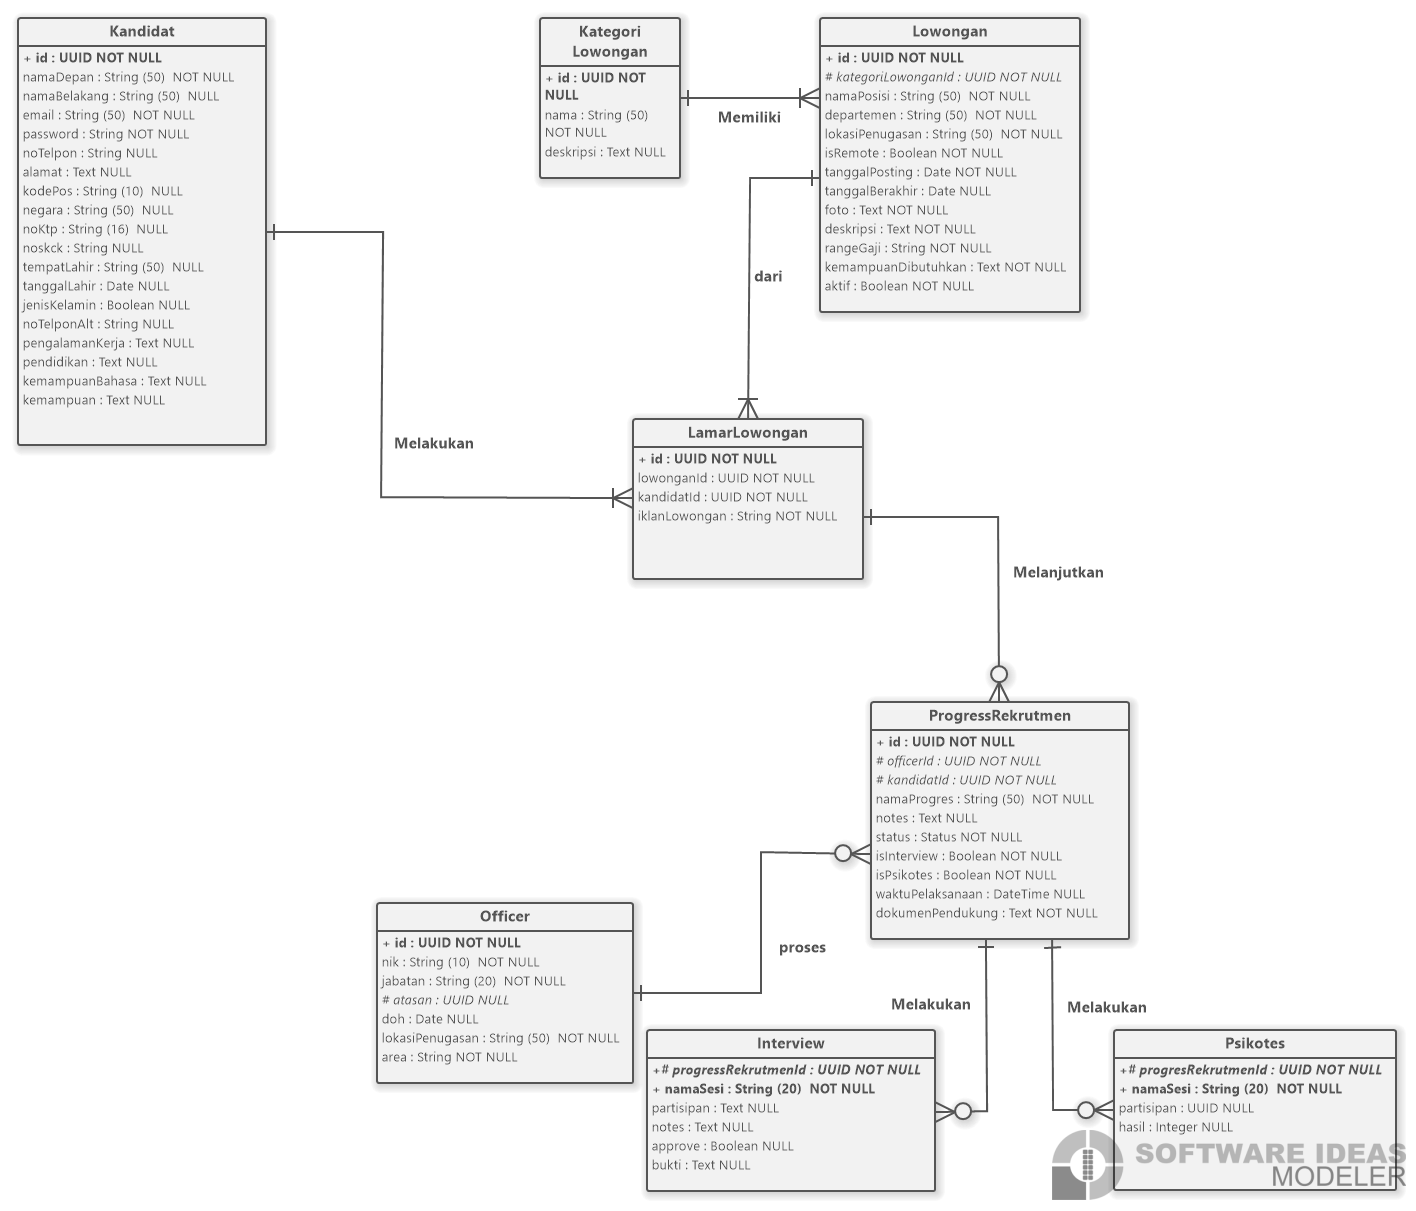 Kandidat
+ id : UUID NOT NULL
namaDepan : String (50)  NOT NULL
namaBelakang : String (50)  NULL
email : String (50)  NOT NULL
password : String NOT NULL
noTelpon : String NULL
alamat : Text NULL
kodePos : String (10)  NULL
negara : String (50)  NULL
noKtp : String (16)  NULL
noskck : String NULL
tempatLahir : String (50)  NULL
tanggalLahir : Date NULL
jenisKelamin : Boolean NULL
noTelponAlt : String NULL
pengalamanKerja : Text NULL
pendidikan : Text NULL
kemampuanBahasa : Text NULL
kemampuan : Text NULL
Kategori
Lowongan
+ id : UUID NOT
NULL
nama : String (50)
NOT NULL
deskripsi : Text NULL
Memiliki
Lowongan
+ id : UUID NOT NULL
# kategoriLowonganId : UUID NOT NULL
namaPosisi : String (50)  NOT NULL
departemen : String (50)  NOT NULL
lokasiPenugasan : String (50)  NOT NULL
isRemote : Boolean NOT NULL
tanggalPosting : Date NOT NULL
tanggalBerakhir : Date NULL
foto : Text NOT NULL
deskripsi : Text NOT NULL
rangeGaji : String NOT NULL
kemampuanDibutuhkan : Text NOT NULL
aktif : Boolean NOT NULL
dari
Melakukan
LamarLowongan
+ id : UUID NOT NULL
lowonganId : UUID NOT NULL
kandidatId : UUID NOT NULL
iklanLowongan : String NOT NULL
Melanjutkan
ProgressRekrutmen
+ id : UUID NOT NULL
# officerId : UUID NOT NULL
# kandidatId : UUID NOT NULL
namaProgres : String (50)  NOT NULL
notes : Text NULL
status : Status NOT NULL
isInterview : Boolean NOT NULL
isPsikotes : Boolean NOT NULL
waktuPelaksanaan : DateTime NULL
dokumenPendukung : Text NOT NULL
Officer
+ id : UUID NOT NULL
nik : String (10)  NOT NULL
jabatan : String (20)  NOT NULL
# atasan : UUID NULL
doh : Date NULL
lokasiPenugasan : String (50)  NOT NULL
area : String NOT NULL
proses
Melakukan
Melakukan
Interview
+# progressRekrutmenId : UUID NOT NULL
+ namaSesi : String (20)  NOT NULL
partisipan : Text NULL
notes : Text NULL
approve : Boolean NULL
bukti : Text NULL
Psikotes
+# progresRekrutmenId : UUID NOT NULL
+ namaSesi : String (20)  NOT NULL
partisipan : UUID NULL
hasil : Integer NULL
SOFTWARE IDEAS
MODELER